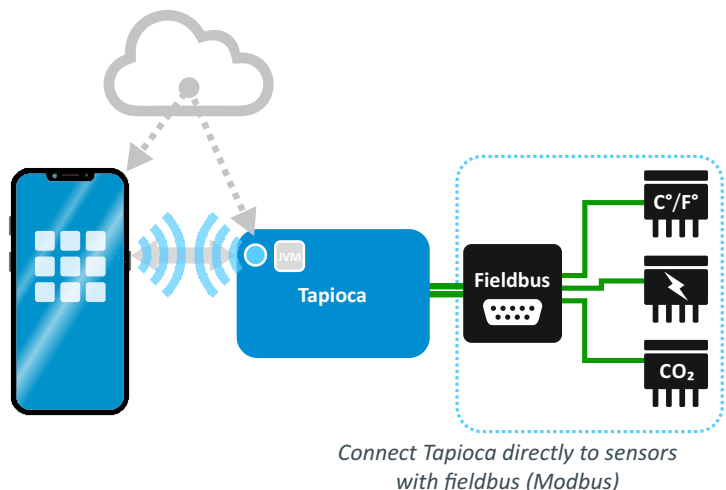 C°/F°
JVM
Fieldbus
Tapioca
CO₂
Connect Tapioca directly to sensors
with fieldbus (Modbus)